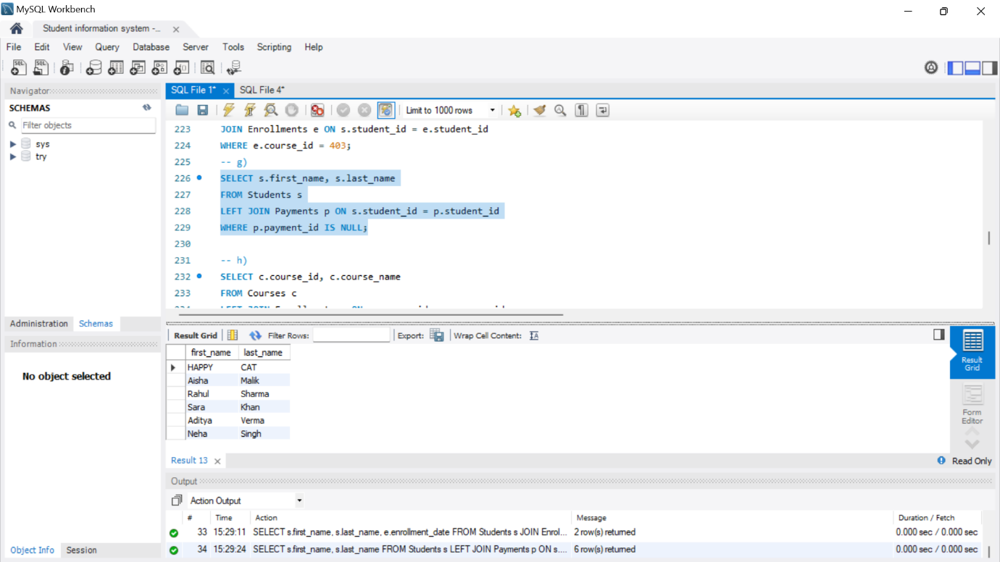 MySQL Workbench
Student information system -...
File Edit View Query Database Server Tools Scripting Help
Navigator
SCHEMAS
Filter objects
sys
try
Administration Schemas
Information
No object selected
Object Info Session
SQL File 1* SQL File 4*
Limit to 1000 rows
223 JOIN Enrollments e ON s.student_id = e.student_id
224 WHERE e.course_id = 403;
225 -- g)
226 SELECT s.first_name, s.last_name
227 FROM Students s
228 LEFT JOIN Payments p ON s.student_id = p.student_id
229 WHERE p.payment_id IS NULL;
230
231 -- h)
232 SELECT c.course_id, c.course_name
233 FROM Courses c
Result Grid Filter Rows: Export: Wrap Cell Content:
first_name last_name
HAPPY CAT
Aisha Malik
Rahul Sharma
Sara Khan
Aditya Verma
Neha Singh
Result Grid
Form Editor
Result 13
Read Only
Output
Action Output
# Time Action Message Duration / Fetch
33 15:29:11 SELECT s.first_name, s.last_name, e.enrollment_date FROM Students s JOIN Enrol... 2 row(s) returned 0.000 sec / 0.000 sec
34 15:29:24 SELECT s.first_name, s.last_name FROM Students s LEFT JOIN Payments p ON s.... 6 row(s) returned 0.000 sec / 0.000 sec